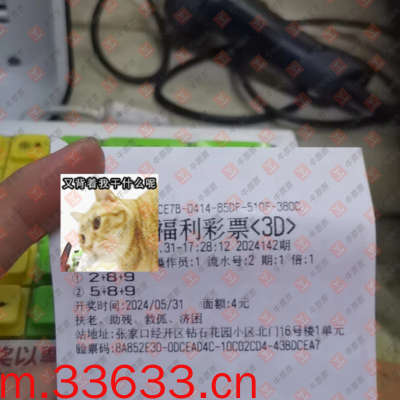 又背着我干什么呢
CE7B-0414-85DF-510F-380C
福利彩票<3D>
.31-17:28:12 2024142期
操作员:1 流水号:2 期:1 倍:1
① 2+8+9
② 5+8+9
开奖时间:2024/05/31 面额:4元
扶老、助残、救孤、济困
站地址:张家口经开区钻石花园小区北门16号楼1单元
验票码:8A852E3D-0DCEAD4C-10C02CD4-43BDCEA7
奖以
m.33633.cn